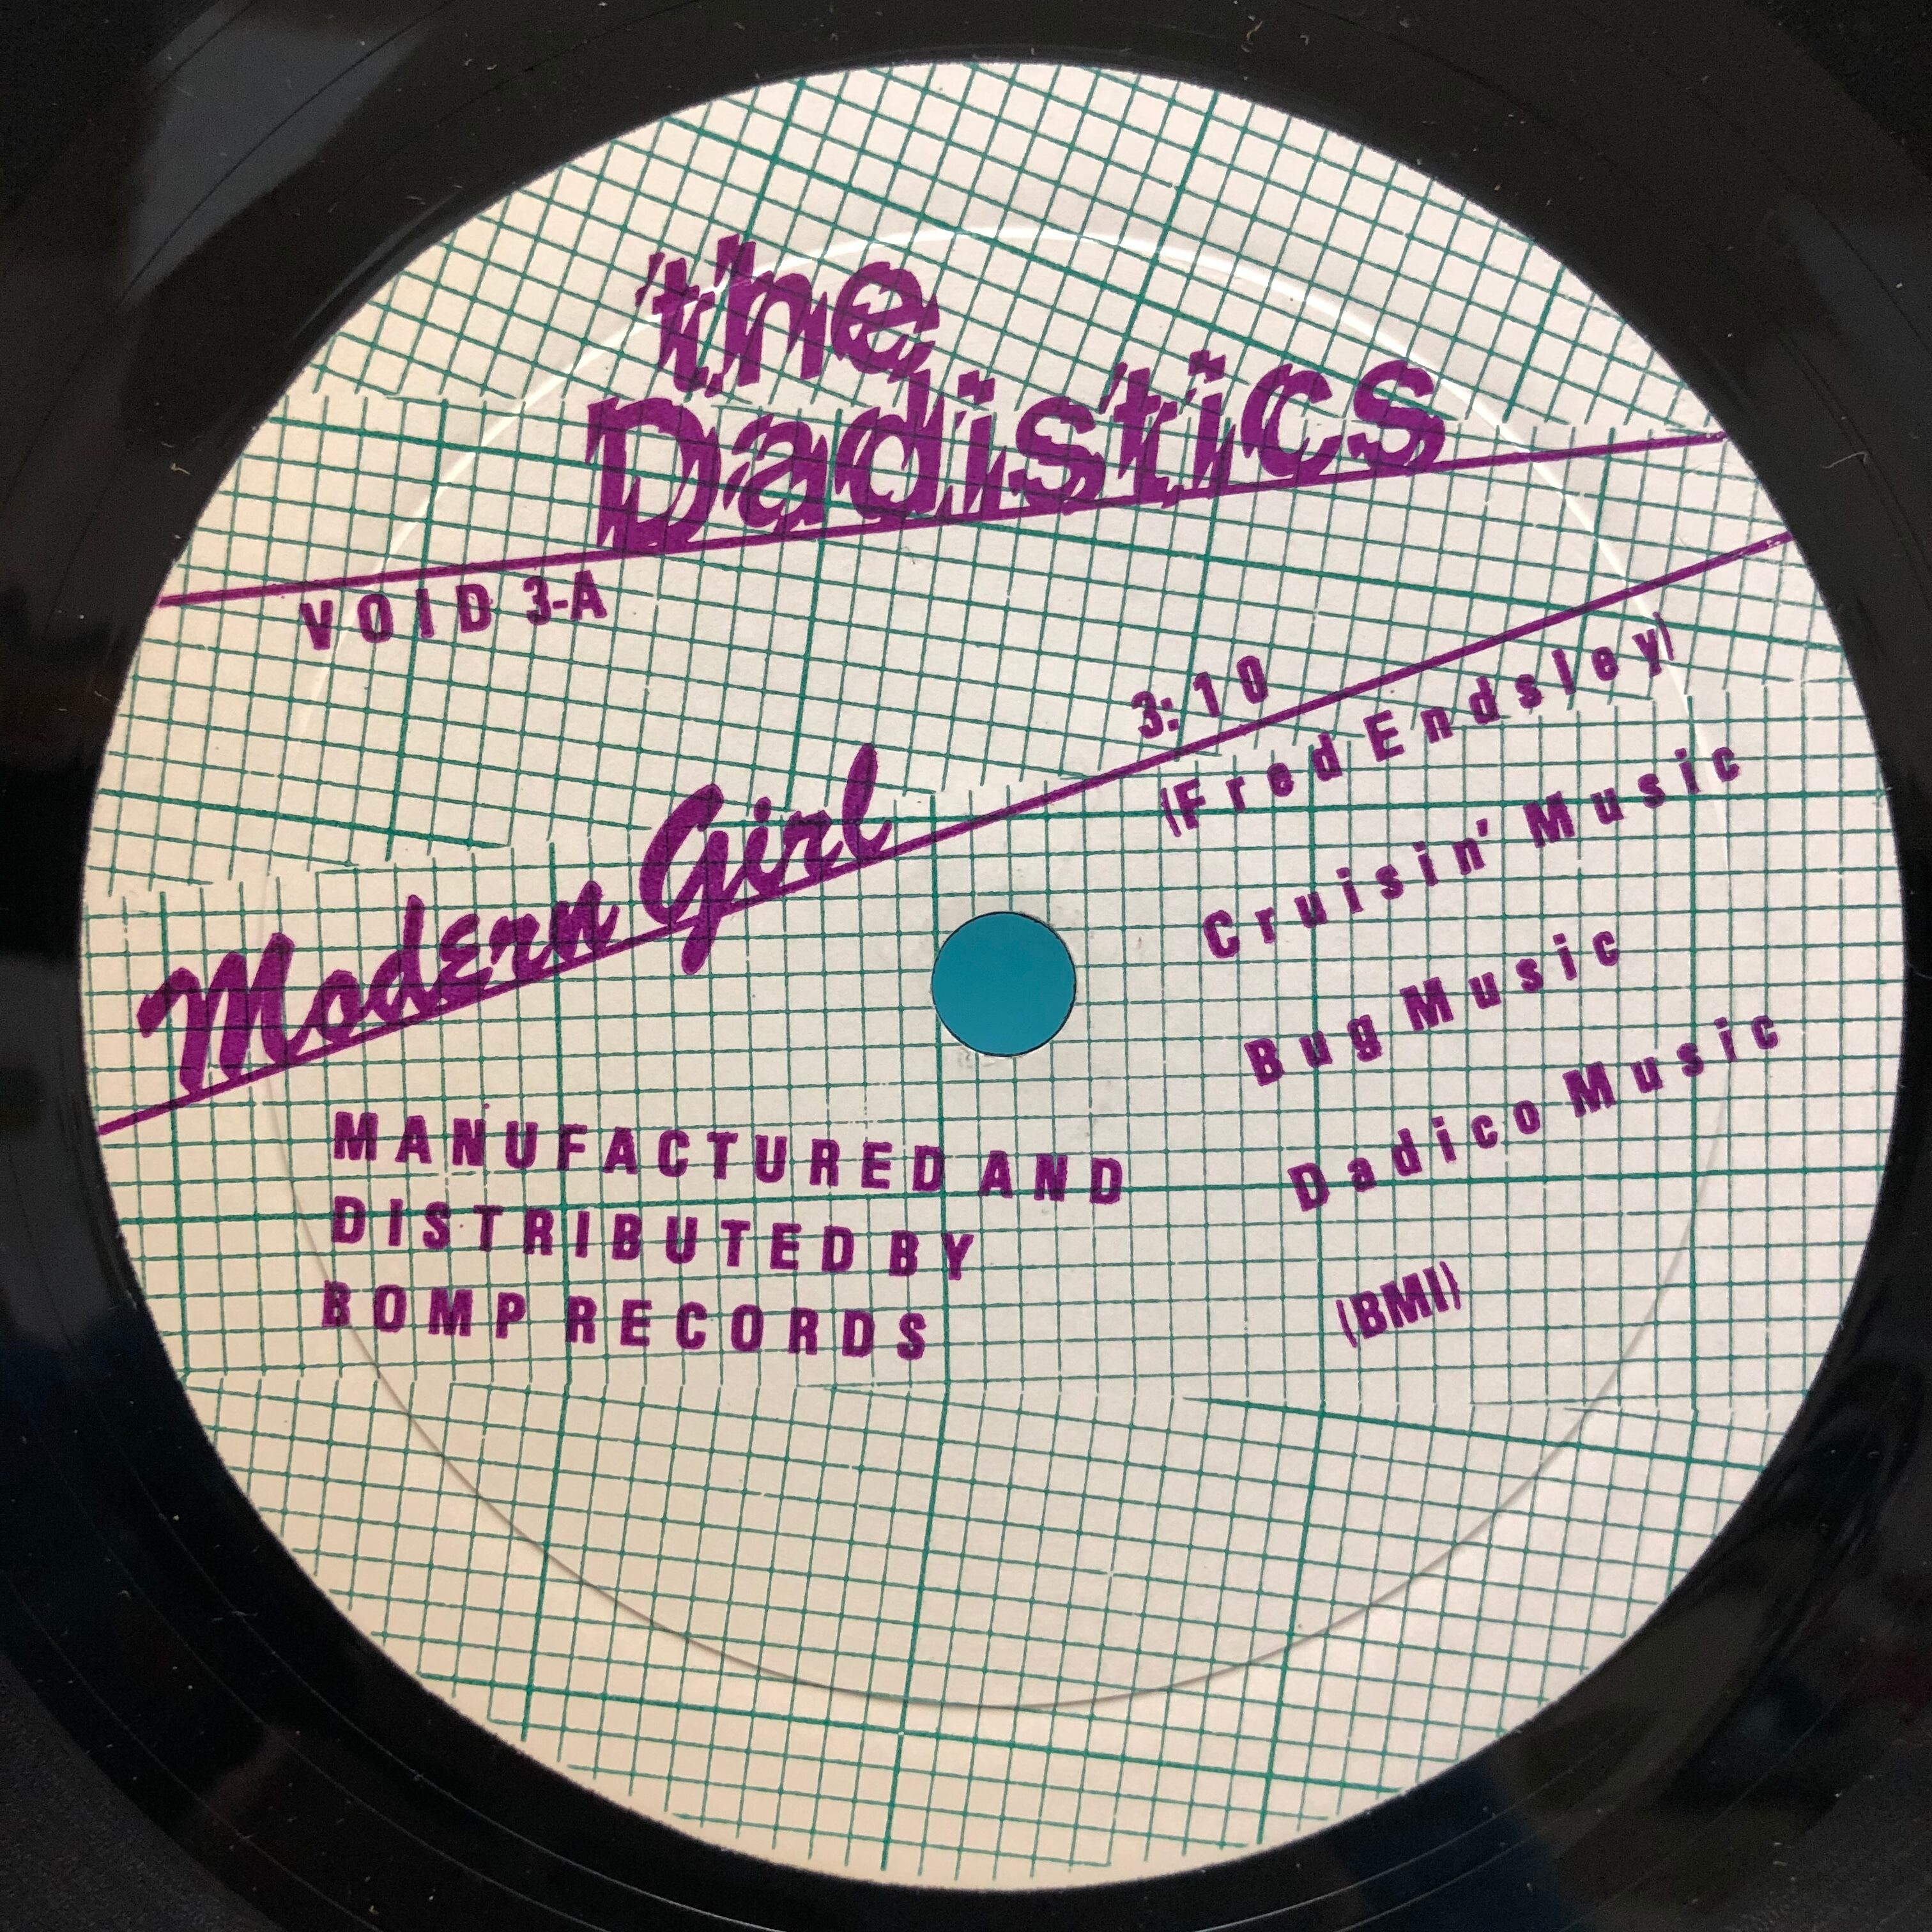 the
Dadistics
VOID 3-A
3:10
Modern Girl
(Fred Endsley)
Cruisin' Music
Bug Music
Dadico Music
(BMI)
MANUFACTURED AND
DISTRIBUTED BY
BOMP RECORDS